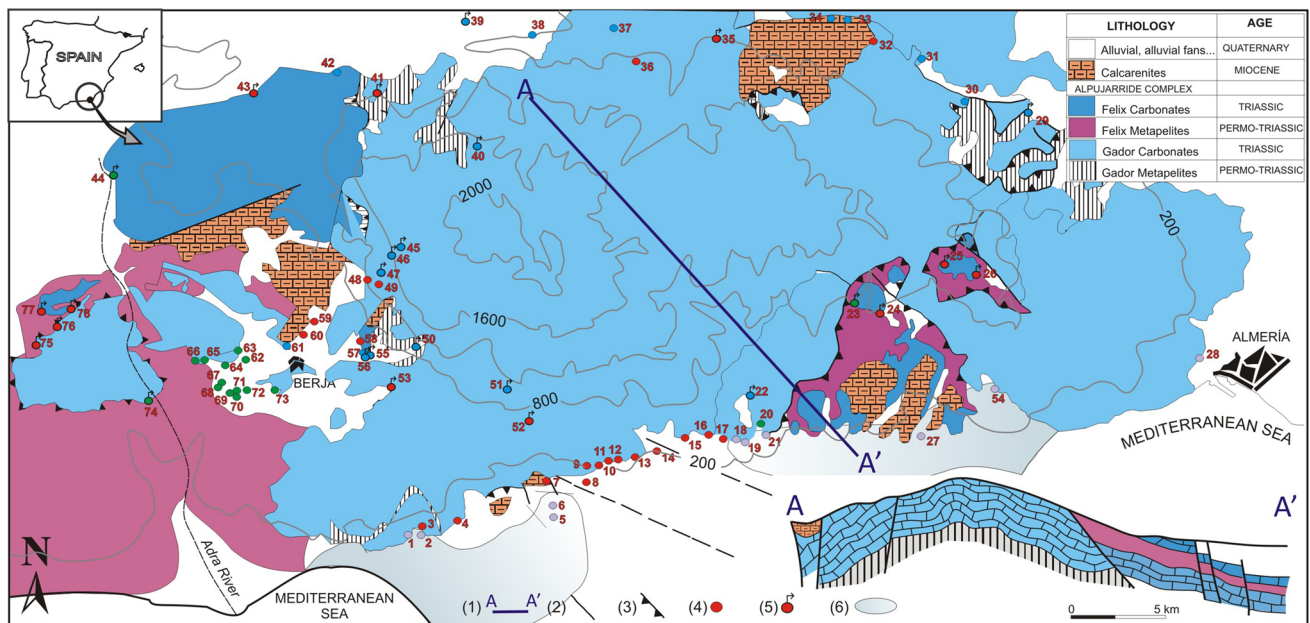 SPAIN
LITHOLOGY AGE
Alluvial, alluvial fans... QUATERNARY
Calcarenites MIOCENE
ALPUJARRIDE COMPLEX
Felix Carbonates TRIASSIC
Felix Metapelites PERMO-TRIASSIC
Gador Carbonates TRIASSIC
Gador Metapelites PERMO-TRIASSIC
39 38 37 34 33
35 32 31
36
43 42 41 A
30 29
40
44
2000 200
45
46
47
48 49
25 26
23 24
77 78
76
75
59
60
58
1600
61
57 55 50
56
66 65 63
62
64
67
68 71 72 73
69 70
BERJA
74
53
51
52
800
22
28
ALMERÍA
54
MEDITERRANEAN SEA
16 17 18 20
15 19 21
27
14
13
12
11
10
9
8
7
200
A'
6
5
4
3
1 2
N
Adra River
MEDITERRANEAN
SEA
A A'
(1) A A' (2) (3) (4) (5) (6)
0 5 km